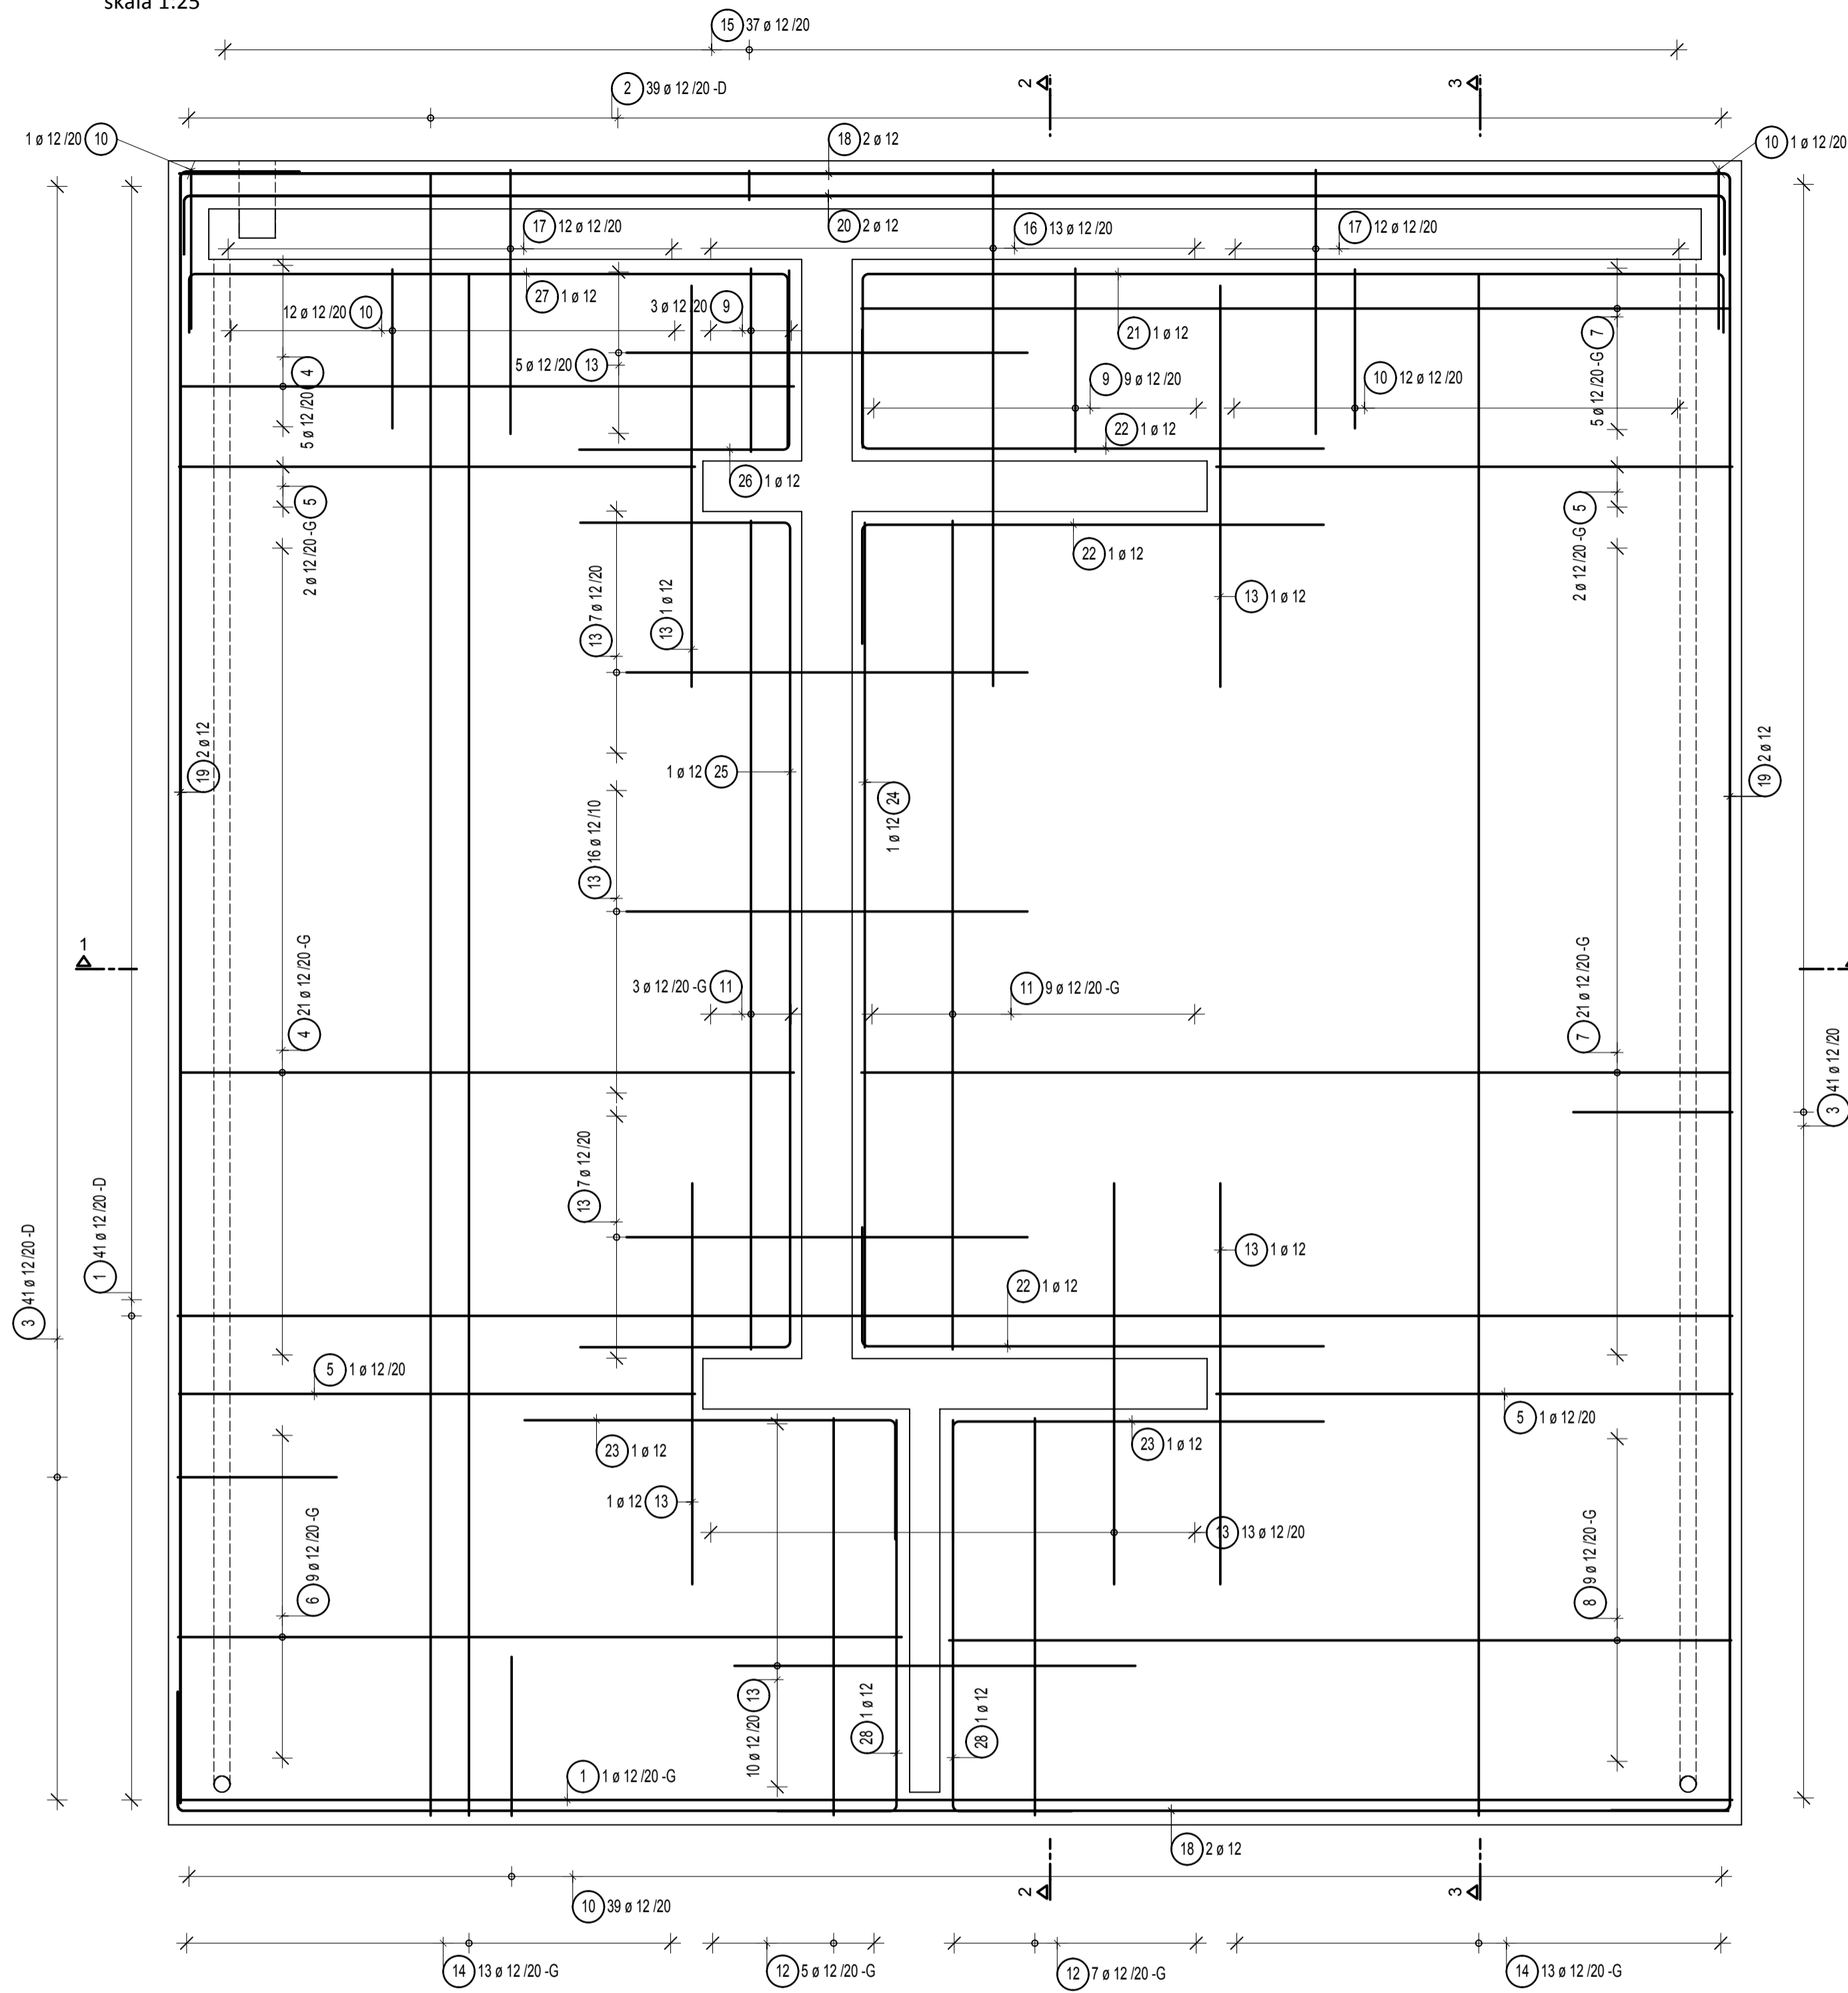 skala 1:25
15 37 ø 12 /20
2 39 ø 12 /20 -D
2
3
1 ø 12 /20 10
18 2 ø 12
10 1 ø 12 /20
17 12 ø 12 /20
20 2 ø 12
16 13 ø 12 /20
17 12 ø 12 /20
27 1 ø 12
12 ø 12 /20 10
3 ø 12 /20 9
21 1 ø 12
5 ø 12 /20 -G 7
5 ø 12 /20 4
5 ø 12 /20 13
9 9 ø 12 /20
10 12 ø 12 /20
22 1 ø 12
26 1 ø 12
2 ø 12 /20 -G 5
2 ø 12 /20 -G 5
22 1 ø 12
13 7 ø 12 /20
13 1 ø 12
13 1 ø 12
19 2 ø 12
1 ø 12 25
1 ø 12 24
19 2 ø 12
13 16 ø 12 /10
1
4 21 ø 12 /20 -G
3 ø 12 /20 -G 11
11 9 ø 12 /20 -G
7 21 ø 12 /20 -G
3 41 ø 12 /20
13 7 ø 12 /20
3 41 ø 12 /20 -D
1 41 ø 12 /20 -D
13 1 ø 12
22 1 ø 12
5 1 ø 12 /20
5 1 ø 12 /20
23 1 ø 12
23 1 ø 12
1 ø 12 13
13 13 ø 12 /20
6 9 ø 12 /20 -G
8 9 ø 12 /20 -G
10 ø 12 /20 13
28 1 ø 12
28 1 ø 12
1 1 ø 12 /20 -G
18 2 ø 12
2
3
10 39 ø 12 /20
14 13 ø 12 /20 -G
12 5 ø 12 /20 -G
12 7 ø 12 /20 -G
14 13 ø 12 /20 -G